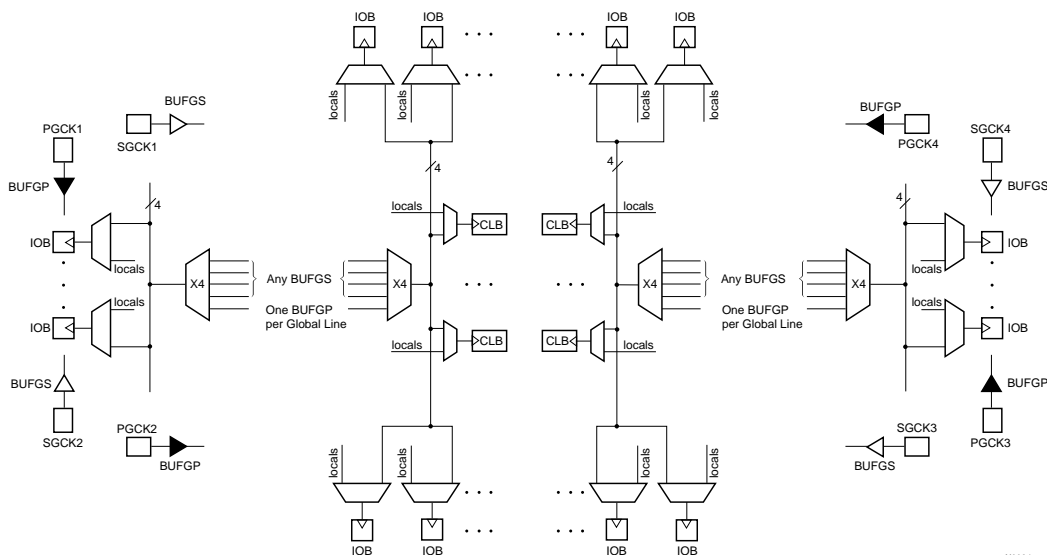 IOB
IOB
IOB
IOB
locals
locals
locals
locals
BUFGS
SGCK1
PGCK1
BUFGP
BUFGP
PGCK4
SGCK4
BUFGS
4
4
4
4
locals
CLB
CLB
locals
IOB
locals
locals
IOB
X4
Any BUFGS
X4
X4
Any BUFGS
X4
One BUFGP
per Global Line
One BUFGP
per Global Line
locals
IOB
locals
IOB
CLB
locals
CLB
locals
BUFGS
SGCK2
PGCK2
BUFGP
SGCK3
BUFGS
BUFGP
PGCK3
locals
locals
locals
locals
IOB
IOB
IOB
IOB